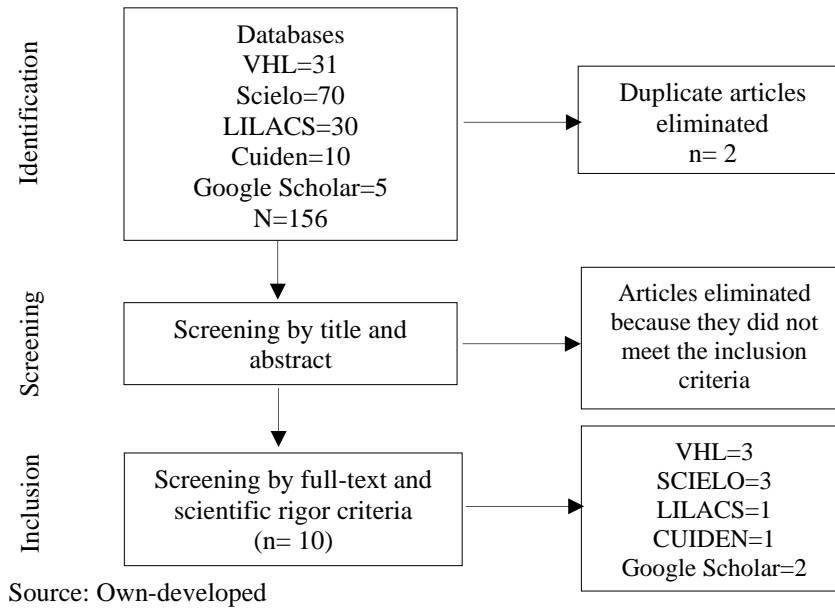 Identification
Databases
VHL=31
Scielo=70
LILACS=30
Cuiden=10
Google Scholar=5
N=156
Duplicate articles
eliminated
n= 2
Screening
Screening by title and
abstract
Articles eliminated
because they did not
meet the inclusion
criteria
Inclusion
Screening by full-text and
scientific rigor criteria
(n= 10)
VHL=3
SCIELO=3
LILACS=1
CUIDEN=1
Google Scholar=2
Source: Own-developed